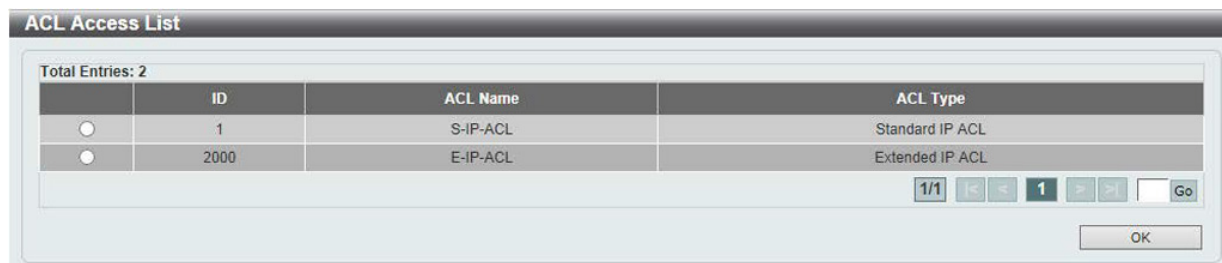 ACL Access List
Total Entries: 2
ID ACL Name ACL Type
1 S-IP-ACL Standard IP ACL
2000 E-IP-ACL Extended IP ACL
1/1 |< < 1 > >| Go
OK